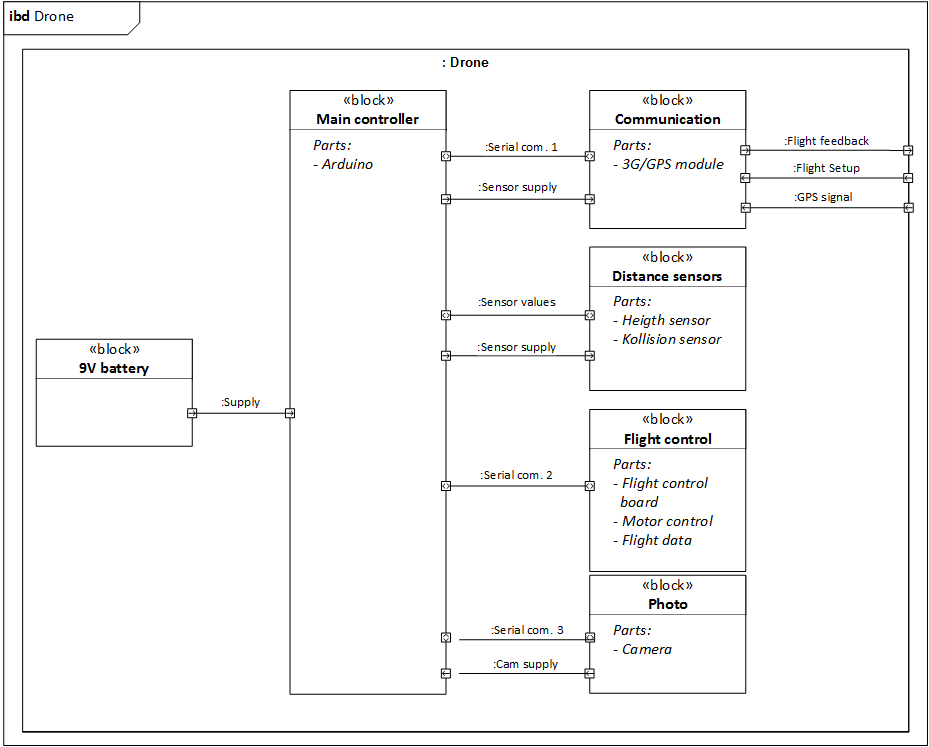 ibd Drone
: Drone
«block»
Main controller
Parts:
- Arduino
«block»
Communication
Parts:
- 3G/GPS module
:Serial com. 1
:Sensor supply
:Flight feedback
:Flight Setup
:GPS signal
«block»
Distance sensors
Parts:
- Heigth sensor
- Kollision sensor
:Sensor values
:Sensor supply
«block»
9V battery
:Supply
«block»
Flight control
Parts:
- Flight control
board
- Motor control
- Flight data
:Serial com. 2
«block»
Photo
Parts:
- Camera
:Serial com. 3
:Cam supply